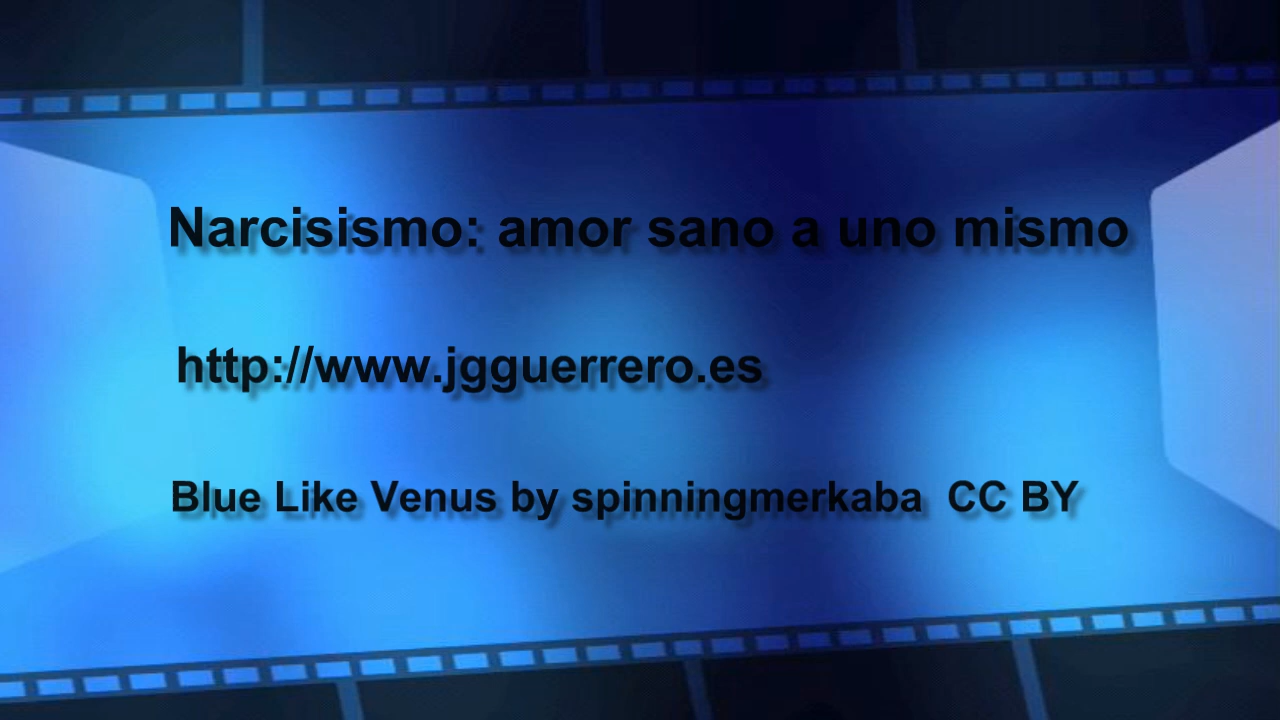 Narcisismo: amor sano a uno mismo
http://www.jgguerrero.es
Blue Like Venus by spinningmerkaba  CC BY